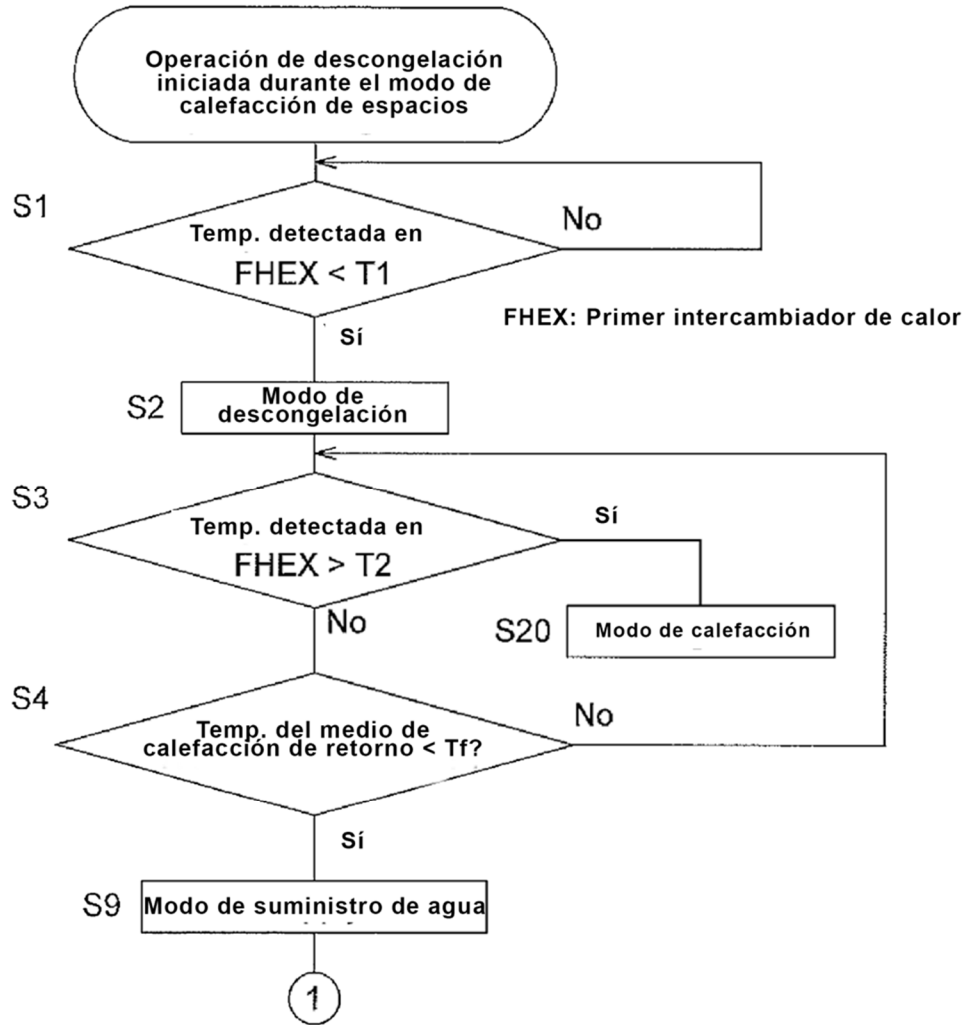 Operación de descongelación
iniciada durante el modo de
calefacción de espacios
S1
No
Temp. detectada en
FHEX < T1
FHEX: Primer intercambiador de calor
Sí
S2
Modo de
descongelación
S3
Sí
Temp. detectada en
FHEX > T2
No
S20
Modo de calefacción
S4
No
Temp. del medio de
calefacción de retorno < Tf?
Sí
S9
Modo de suministro de agua
1